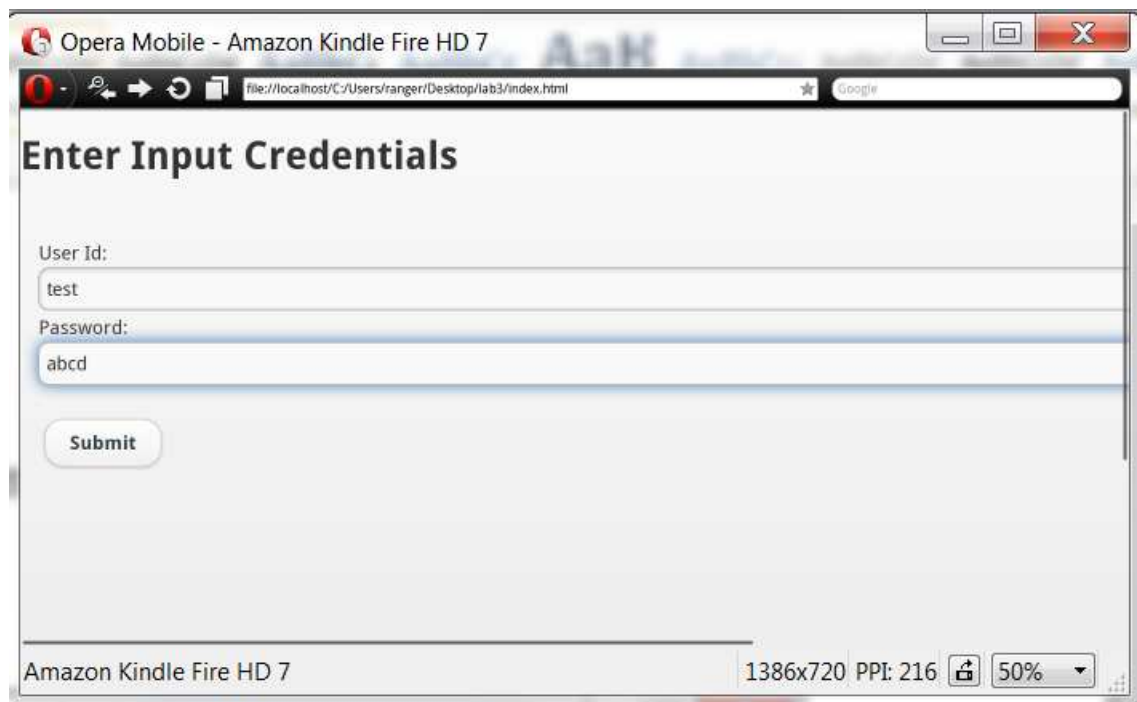 Opera Mobile - Amazon Kindle Fire HD 7
file://localhost/C:/Users/ranger/Desktop/lab3/index.html
Google
Enter Input Credentials
User Id:
test
Password:
abcd
Submit
Amazon Kindle Fire HD 7
1386x720 PPI: 216
50%